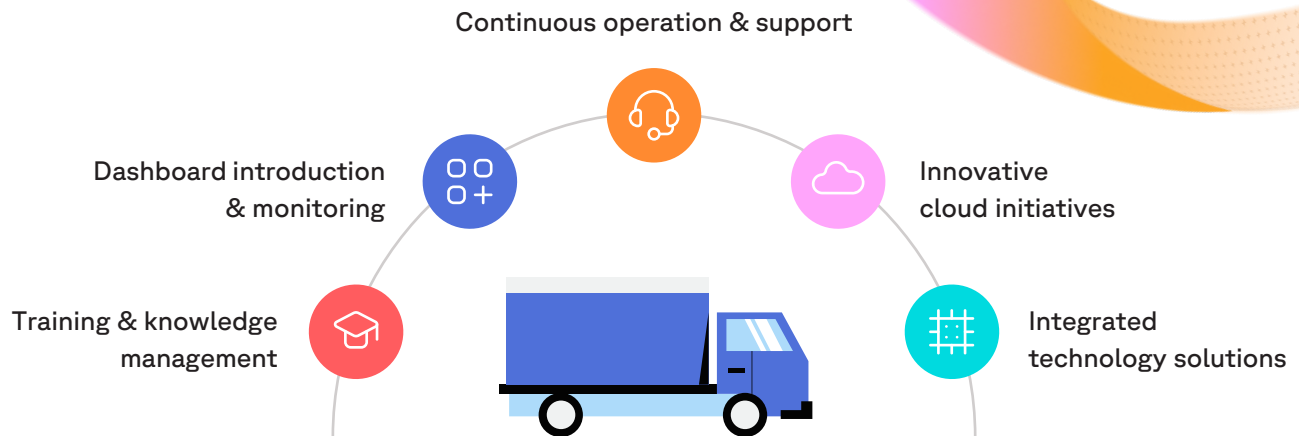 Continuous operation & support
Dashboard introduction
& monitoring
Innovative
cloud initiatives
Training & knowledge
management
Integrated
technology solutions